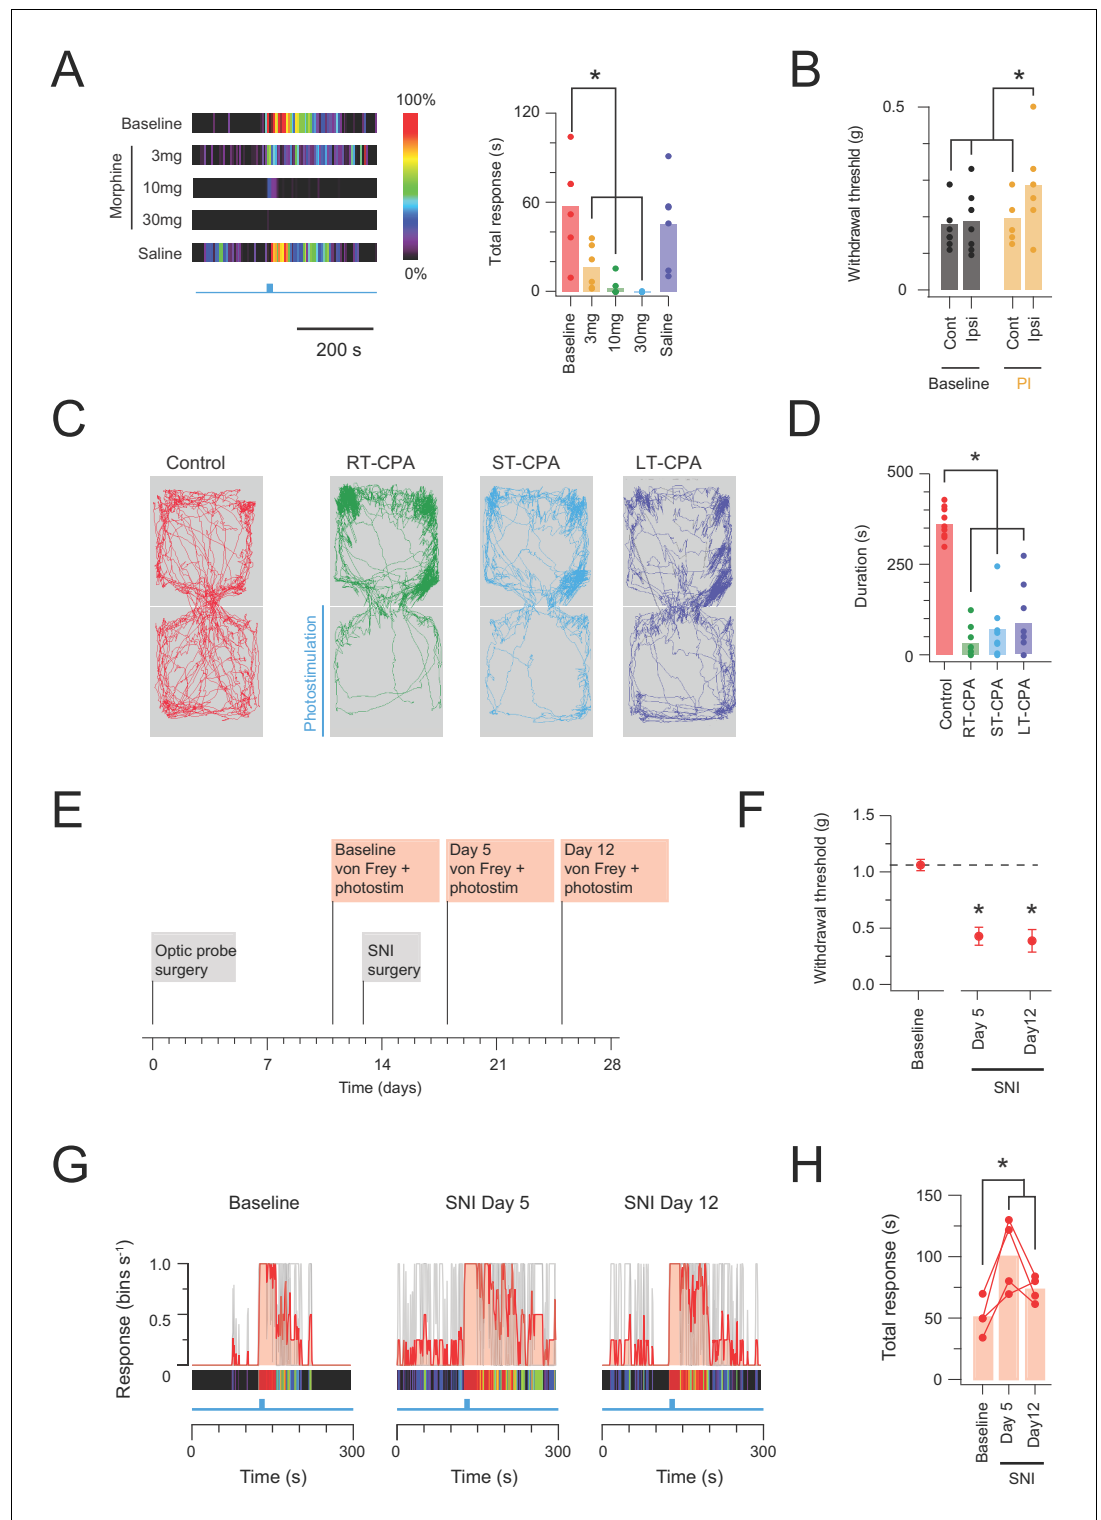 A
100%
Baseline
3mg
10mg
30mg
Morphine
Saline
0%
200 s
*
120
60
0
Total response (s)
Baseline
3mg
10mg
30mg
Saline
B
*
0.5
0
Withdrawal threshld (g)
Cont
Ipsi
Cont
Ipsi
Baseline
PI
C
Control
RT-CPA
ST-CPA
LT-CPA
Photostimulation
D
*
500
250
0
Duration (s)
Control
RT-CPA
ST-CPA
LT-CPA
E
Baseline
von Frey +
photostim
Day 5
von Frey +
photostim
Day 12
von Frey +
photostim
Optic probe
surgery
SNI
surgery
0 7 14 21 28
Time (days)
F
1.5
1.0
0.5
0.0
Withdrawal threshold (g)
* *
Baseline
Day 5
Day12
SNI
G
Baseline
SNI Day 5
SNI Day 12
Response (bins s-1)
1.0
0.5
0
0 300
Time (s)
0 300
Time (s)
0 300
Time (s)
H
*
150
100
50
0
Total response (s)
Baseline
Day 5
Day12
SNI